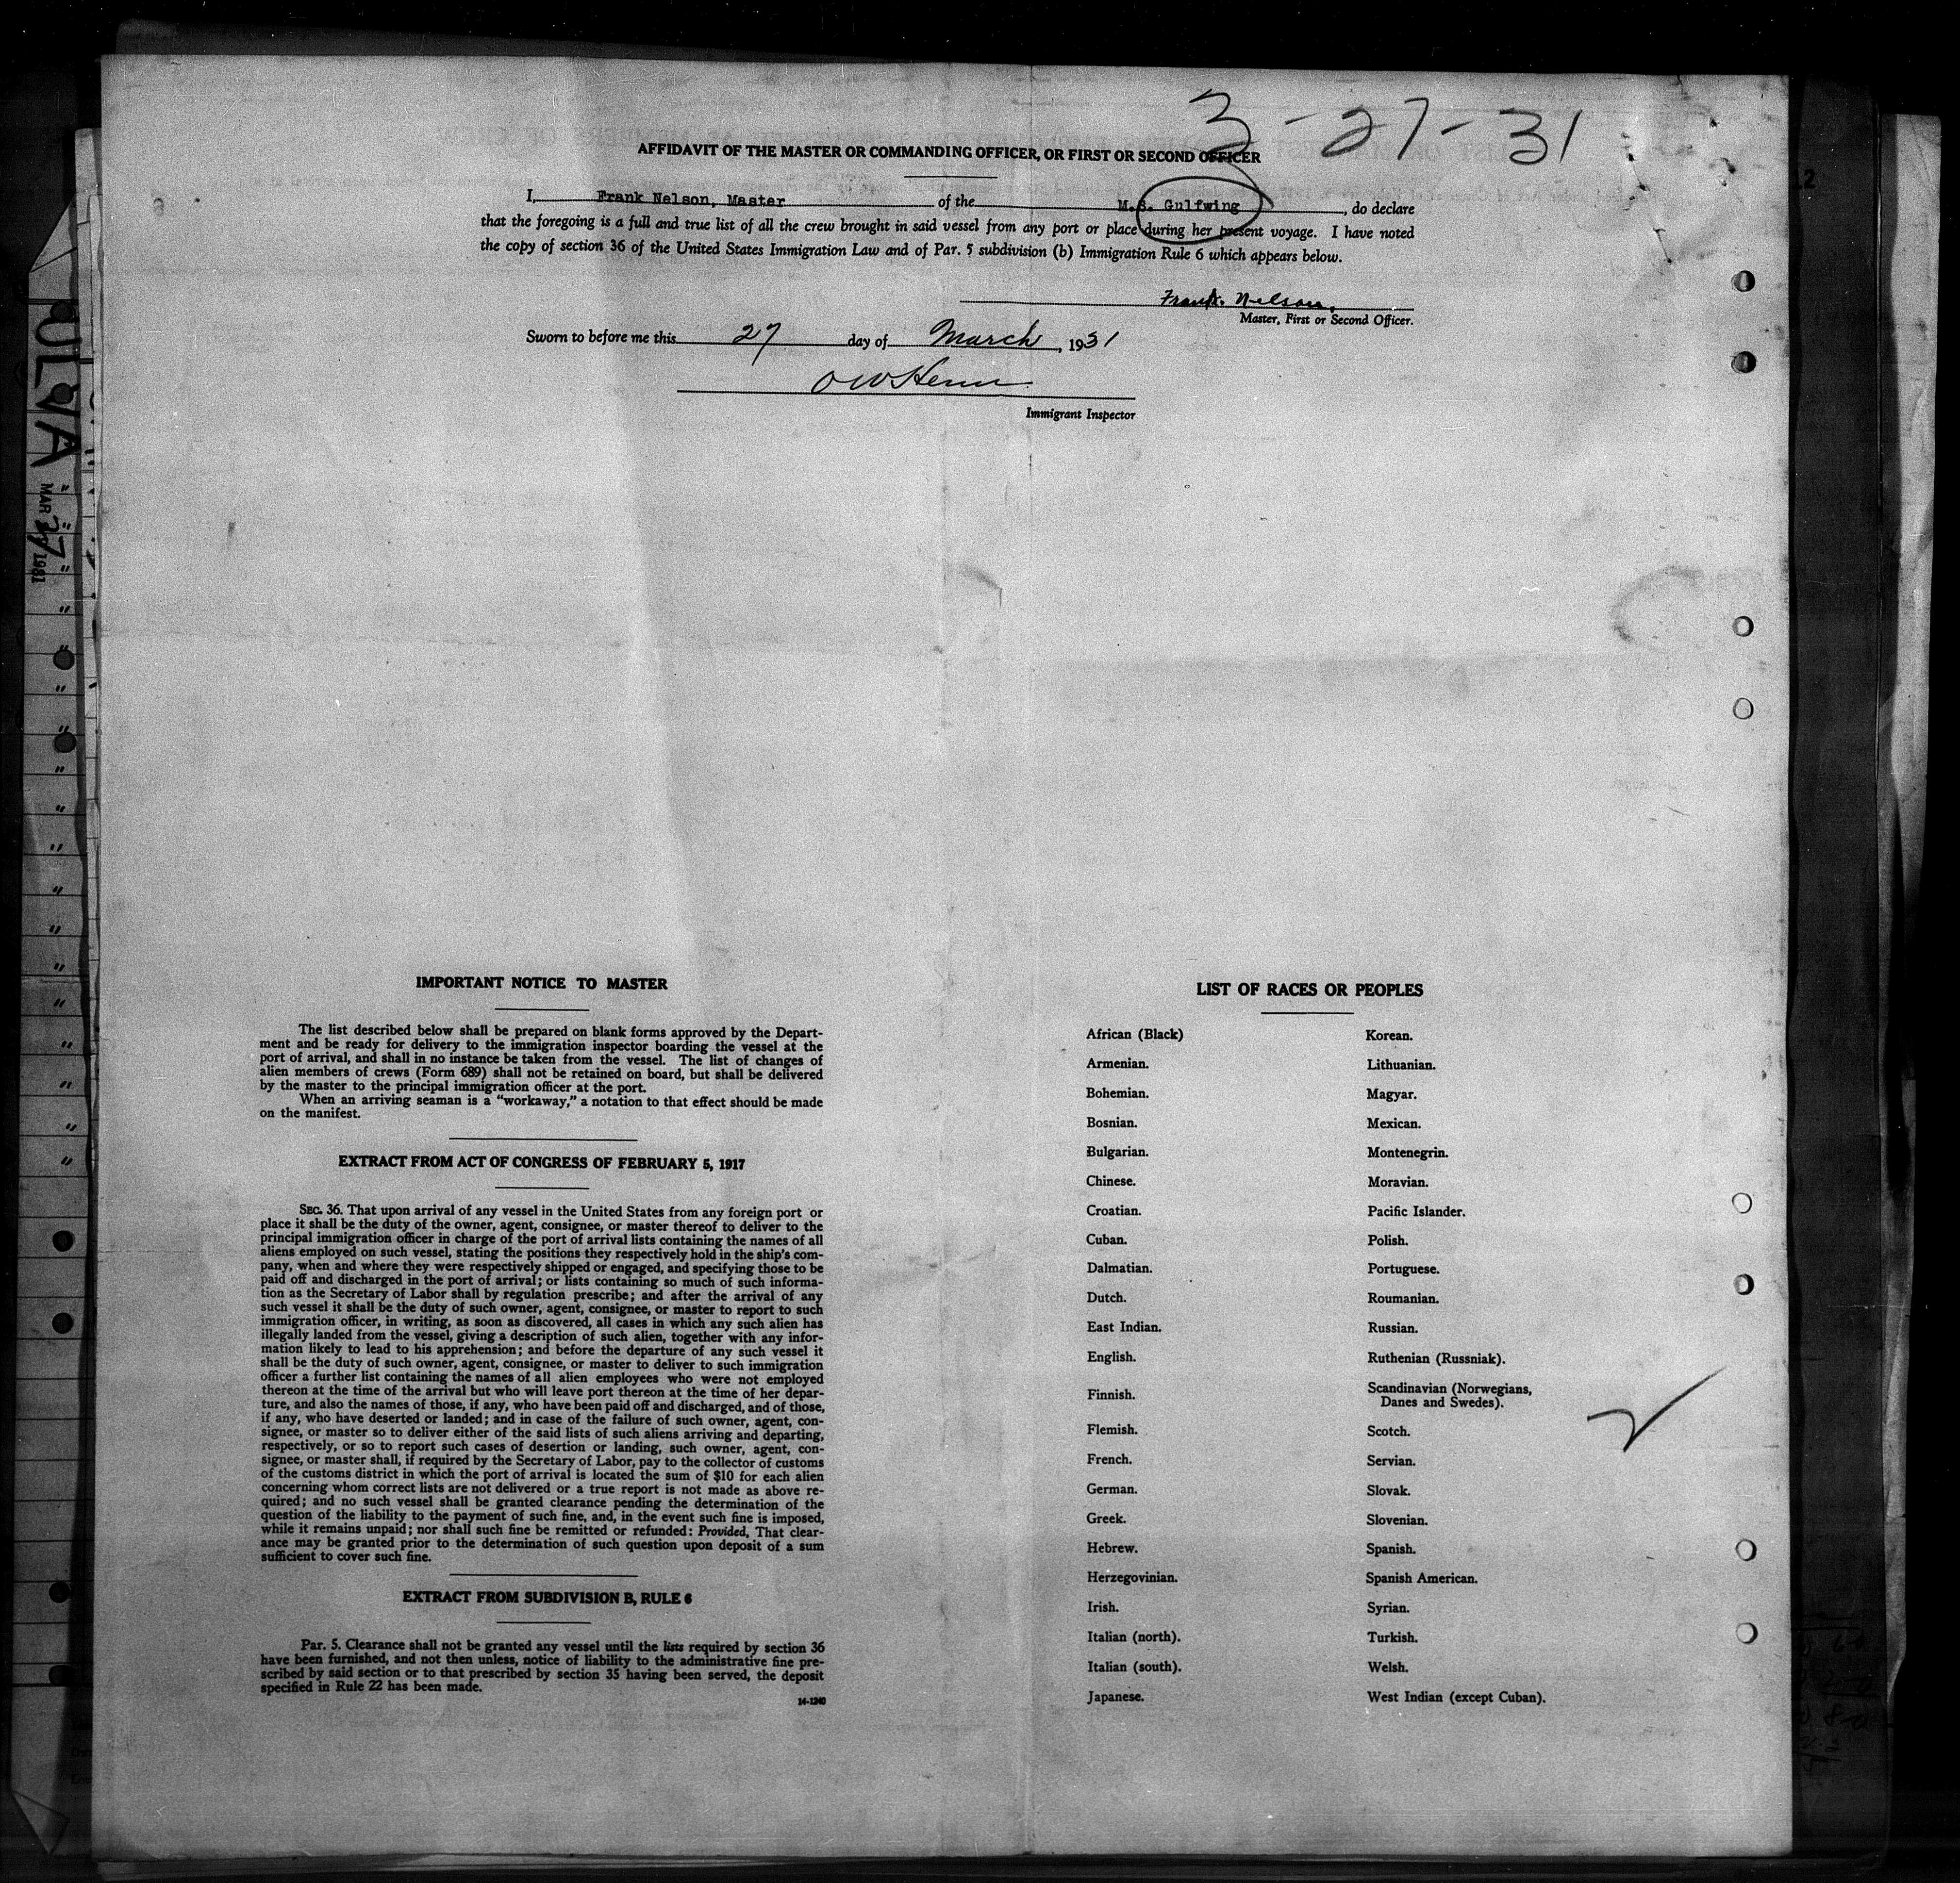 3-27-31
AFFIDAVIT OF THE MASTER OR COMMANDING OFFICER, OR FIRST OR SECOND OFFICER
I, Frank Nelson, Master of the M.S. Gulfwing, do declare
that the foregoing is a full and true list of all the crew brought in said vessel from any port or place during her present voyage. I have noted
the copy of section 36 of the United States Immigration Law and of Par. 5 subdivision (b) Immigration Rule 6 which appears below.
Frank Nelson,
Master, First or Second Officer.
Sworn to before me this 27 day of March, 1931
Immigrant Inspector
ULVA
MAR 27 1931
IMPORTANT NOTICE TO MASTER
The list described below shall be prepared on blank forms approved by the Depart-
ment and be ready for delivery to the immigration inspector boarding the vessel at the
port of arrival, and shall in no instance be taken from the vessel. The list of changes of
alien members of crews (Form 689) shall not be retained on board, but shall be delivered
by the master to the principal immigration officer at the port.
When an arriving seaman is a "workaway," a notation to that effect should be made
on the manifest.
EXTRACT FROM ACT OF CONGRESS OF FEBRUARY 5, 1917
SEC. 36. That upon arrival of any vessel in the United States from any foreign port or
place it shall be the duty of the owner, agent, consignee, or master thereof to deliver to the
principal immigration officer in charge of the port of arrival lists containing the names of all
aliens employed on such vessel, stating the positions they respectively hold in the ship's com-
pany, when and where they were respectively shipped or engaged, and specifying those to be
paid off and discharged in the port of arrival; or lists containing so much of such informa-
tion as the Secretary of Labor shall by regulation prescribe; and after the arrival of any
such vessel it shall be the duty of such owner, agent, consignee, or master to report to such
immigration officer, in writing, as soon as discovered, all cases in which any such alien has
illegally landed from the vessel, giving a description of such alien, together with any infor-
mation likely to lead to his apprehension; and before the departure of any such vessel it
shall be the duty of such owner, agent, consignee, or master to deliver to such immigration
officer a further list containing the names of all alien employees who were not employed
thereon at the time of the arrival but who will leave port thereon at the time of her depar-
ture, and also the names of those, if any, who have been paid off and discharged, and of those,
if any, who have deserted or landed; and in case of the failure of such owner, agent, con-
signee, or master so to deliver either of the said lists of such aliens arriving and departing,
respectively, or so to report such cases of desertion or landing, such owner, agent, con-
signee, or master shall, if required by the Secretary of Labor, pay to the collector of customs
of the customs district in which the port of arrival is located the sum of $10 for each alien
concerning whom correct lists are not delivered or a true report is not made as above re-
quired; and no such vessel shall be granted clearance pending the determination of the
question of the liability to the payment of such fine, and, in the event such fine is imposed,
while it remains unpaid; nor shall such fine be remitted or refunded: Provided, That clear-
ance may be granted prior to the determination of such question upon deposit of a sum
sufficient to cover such fine.
EXTRACT FROM SUBDIVISION B, RULE 6
Par. 5. Clearance shall not be granted any vessel until the lists required by section 36
have been furnished, and not then unless, notice of liability to the administrative fine pre-
scribed by said section or to that prescribed by section 35 having been served, the deposit
specified in Rule 22 has been made.
14-1240
LIST OF RACES OR PEOPLES
African (Black)
Armenian.
Bohemian.
Bosnian.
Bulgarian.
Chinese.
Croatian.
Cuban.
Dalmatian.
Dutch.
East Indian.
English.
Finnish.
Flemish.
French.
German.
Greek.
Hebrew.
Herzegovinian.
Irish.
Italian (north).
Italian (south).
Japanese.
Korean.
Lithuanian.
Magyar.
Mexican.
Montenegrin.
Moravian.
Pacific Islander.
Polish.
Portuguese.
Roumanian.
Russian.
Ruthenian (Russniak).
Scandinavian (Norwegians,
Danes and Swedes).
Scotch.
Servian.
Slovak.
Slovenian.
Spanish.
Spanish American.
Syrian.
Turkish.
Welsh.
West Indian (except Cuban).